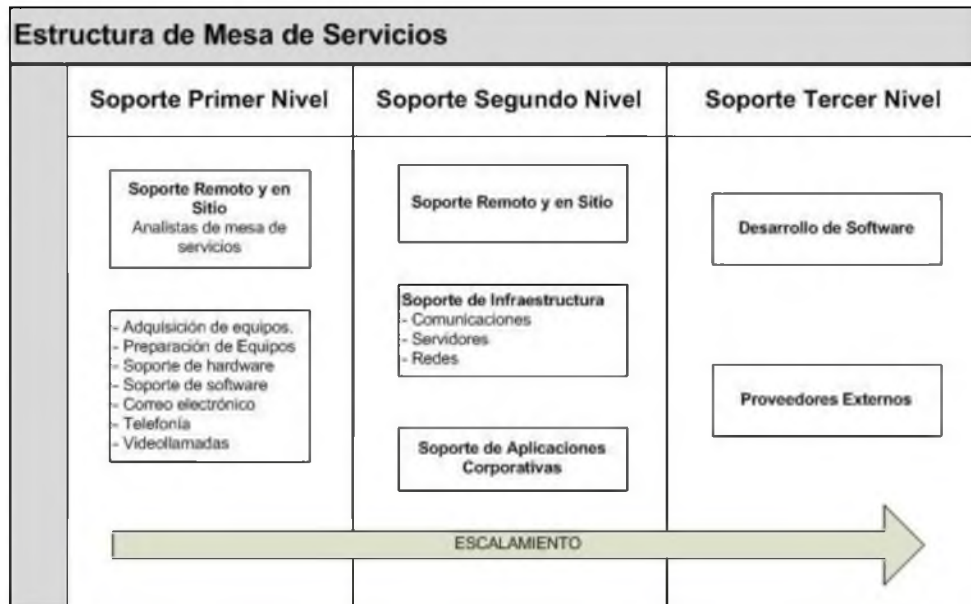 Estructura de Mesa de Servicios
Soporte Primer Nivel
Soporte Segundo Nivel
Soporte Tercer Nivel
Soporte Remoto y en
Sitio
Analistas de mesa de
servicios
- Adquisición de equipos.
- Preparación de Equipos
- Soporte de hardware
- Soporte de software
- Correo electrónico
- Telefonía
- Videollamadas
Soporte Remoto y en Sitio
Soporte de Infraestructura
- Comunicaciones
- Servidores
- Redes
Soporte de Aplicaciones
Corporativas
Desarrollo de Software
Proveedores Externos
ESCALAMIENTO